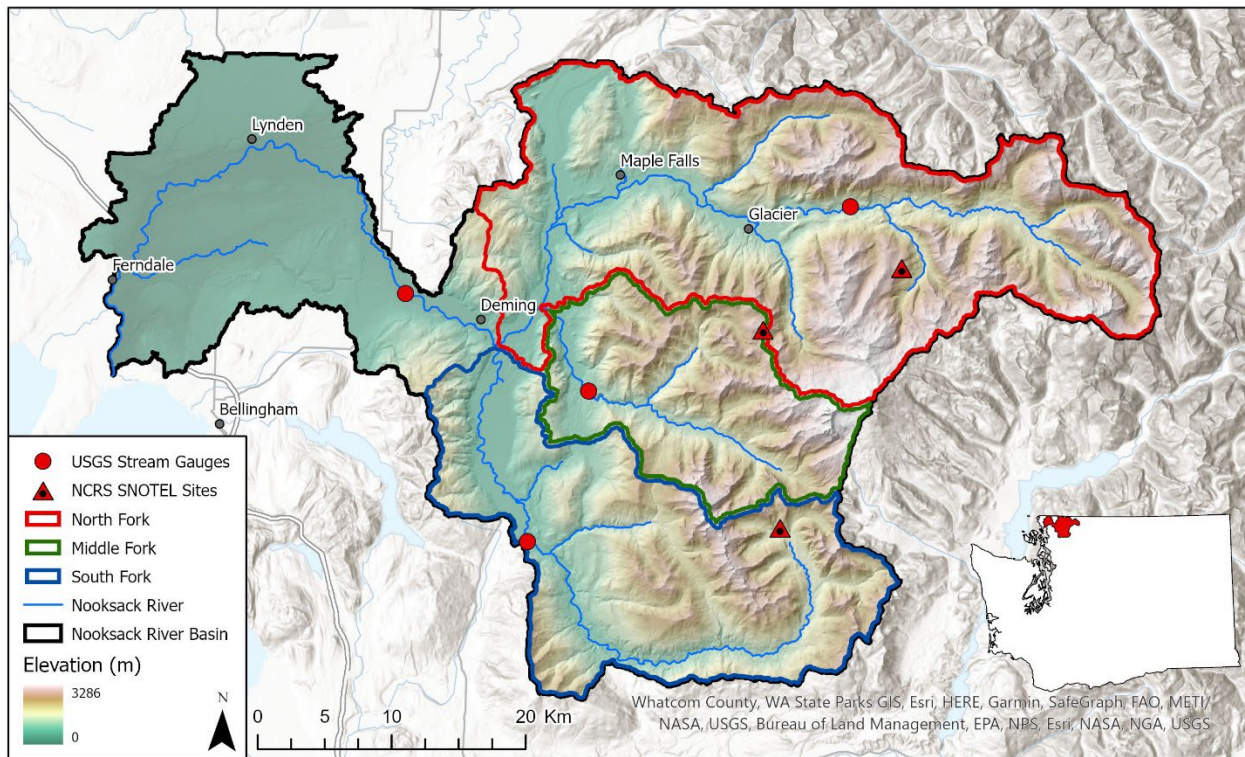 Lynden
Maple Falls
Glacier
Ferndale
Deming
Bellingham
USGS Stream Gauges
NCRS SNOTEL Sites
North Fork
Middle Fork
South Fork
Nooksack River
Nooksack River Basin
Elevation (m)
3286
0
N
0 5 10 20 Km
Whatcom County, WA State Parks GIS, Esri, HERE, Garmin, SafeGraph, FAO, METI/
NASA, USGS, Bureau of Land Management, EPA, NPS, Esri, NASA, NGA, USGS